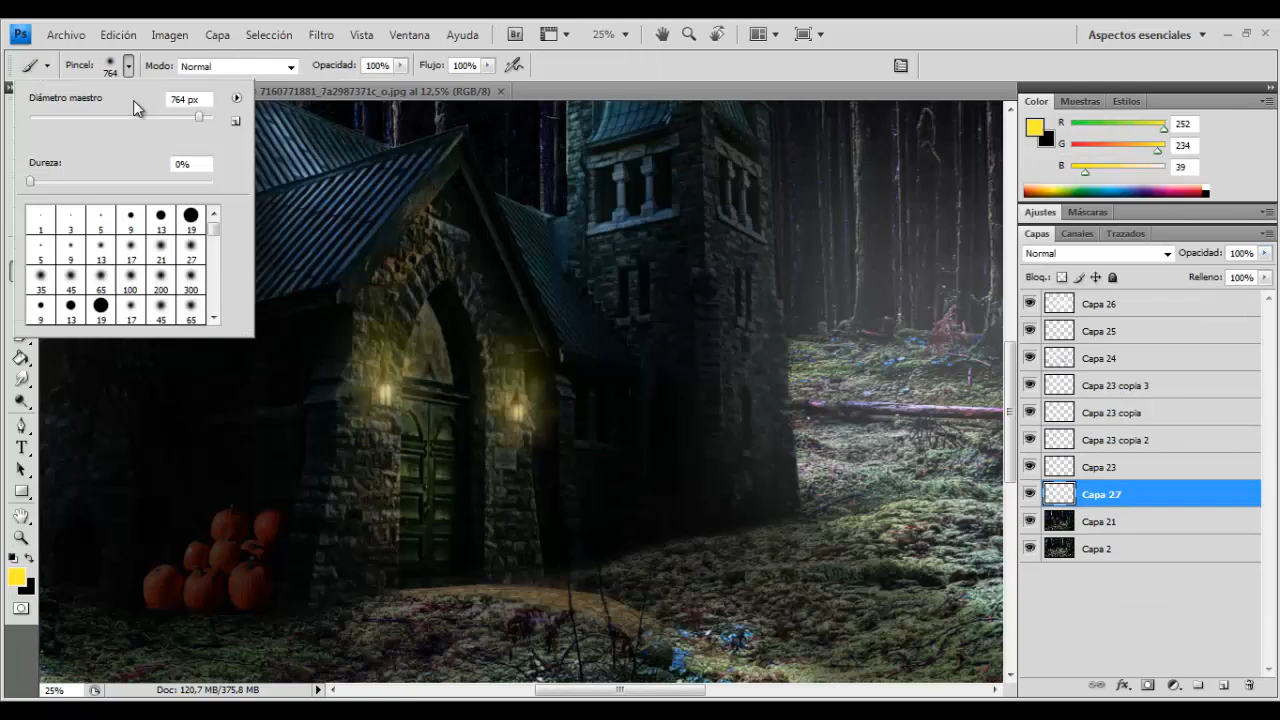 Ps Archivo Edición Imagen Capa Selección Filtro Vista Ventana Ayuda Br 25% Aspectos esenciales
Pincel: 764 Modo: Normal Opacidad: 100% Flujo: 100%
7160771881_7a2987371c_o.jpg al 12,5% (RGB/8)
Diámetro maestro 764 px
Dureza: 0%
1 3 5 9 13 19
5 9 13 17 21 27
35 45 65 100 200 300
9 13 19 17 45 65
Color Muestras Estilos
R 252
G 234
B 39
Ajustes Máscaras
Capas Canales Trazados
Normal Opacidad: 100%
Bloq.: Relleno: 100%
Capa 26
Capa 25
Capa 24
Capa 23 copia 3
Capa 23 copia
Capa 23 copia 2
Capa 23
Capa 27
Capa 21
Capa 2
T
25% Doc: 120,7 MB/375,8 MB
fx